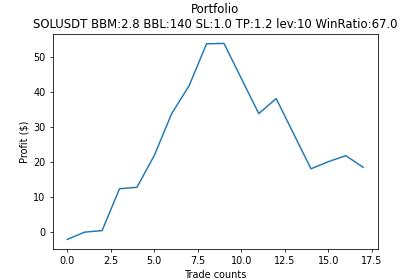 Portfolio
SOLUSDT BBM:2.8 BBL:140 SL:1.0 TP:1.2 lev:10 WinRatio:67.0
50
40
30
20
10
0
Profit ($)
0.0 2.5 5.0 7.5 10.0 12.5 15.0 17.5
Trade counts